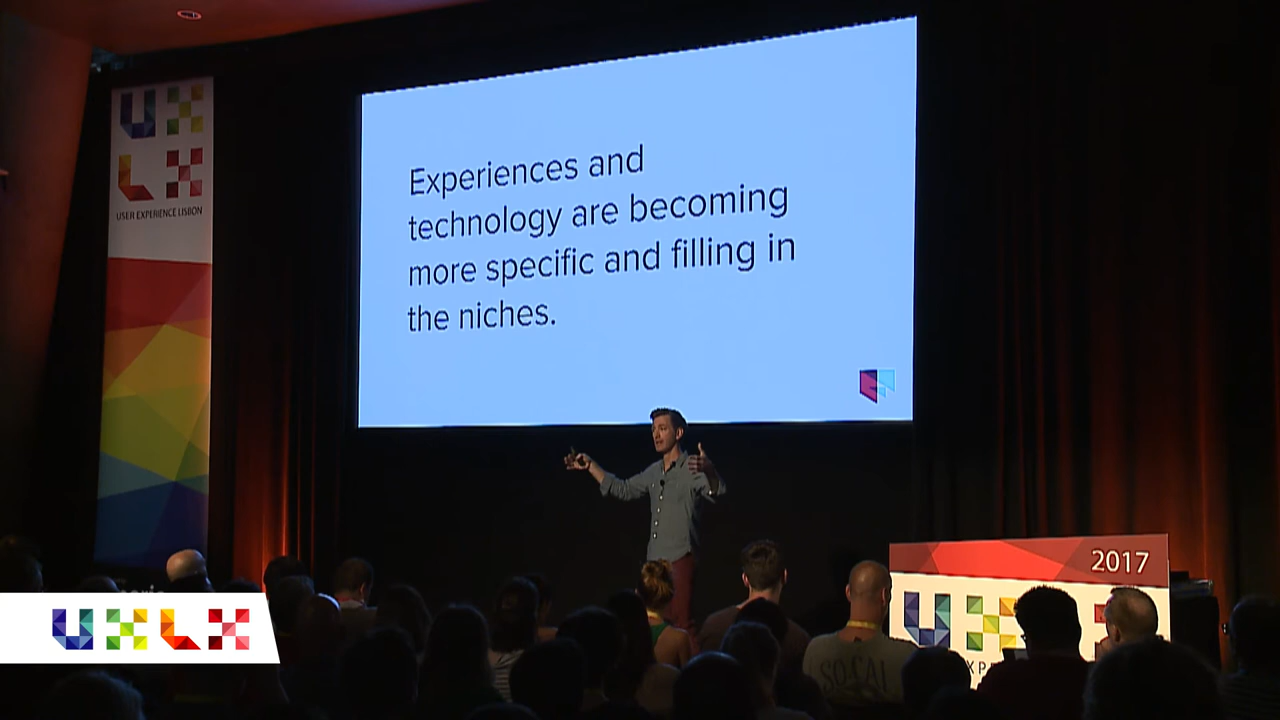 UX
LX
USER EXPERIENCE LISBON
Experiences and
technology are becoming
more specific and filling in
the niches.
2017
UX
SO.CAL
UXLX